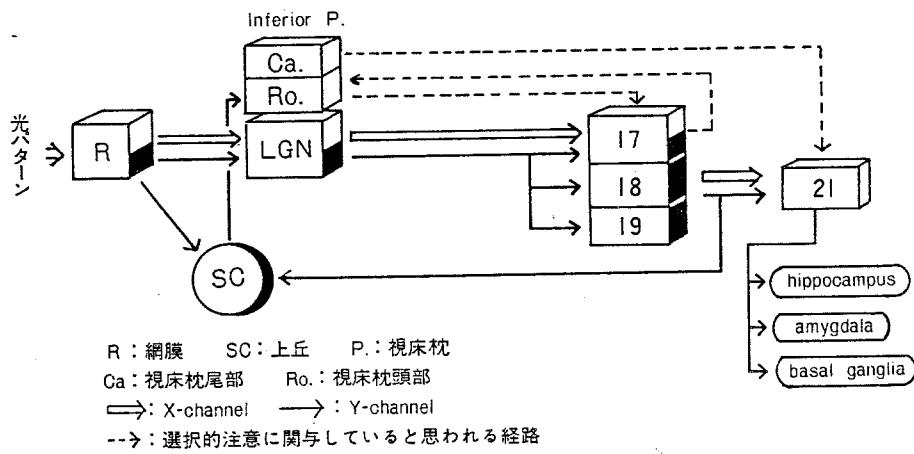 Inferior P.
Ca.
Ro.
光パターン
R
LGN
17
18
19
21
SC
hippocampus
amygdala
basal ganglia
R：網膜 SC：上丘 P.：視床枕
Ca：視床枕尾部 Ro.：視床枕頭部
⇒：X-channel →：Y-channel
-->：選択的注意に関与していると思われる経路